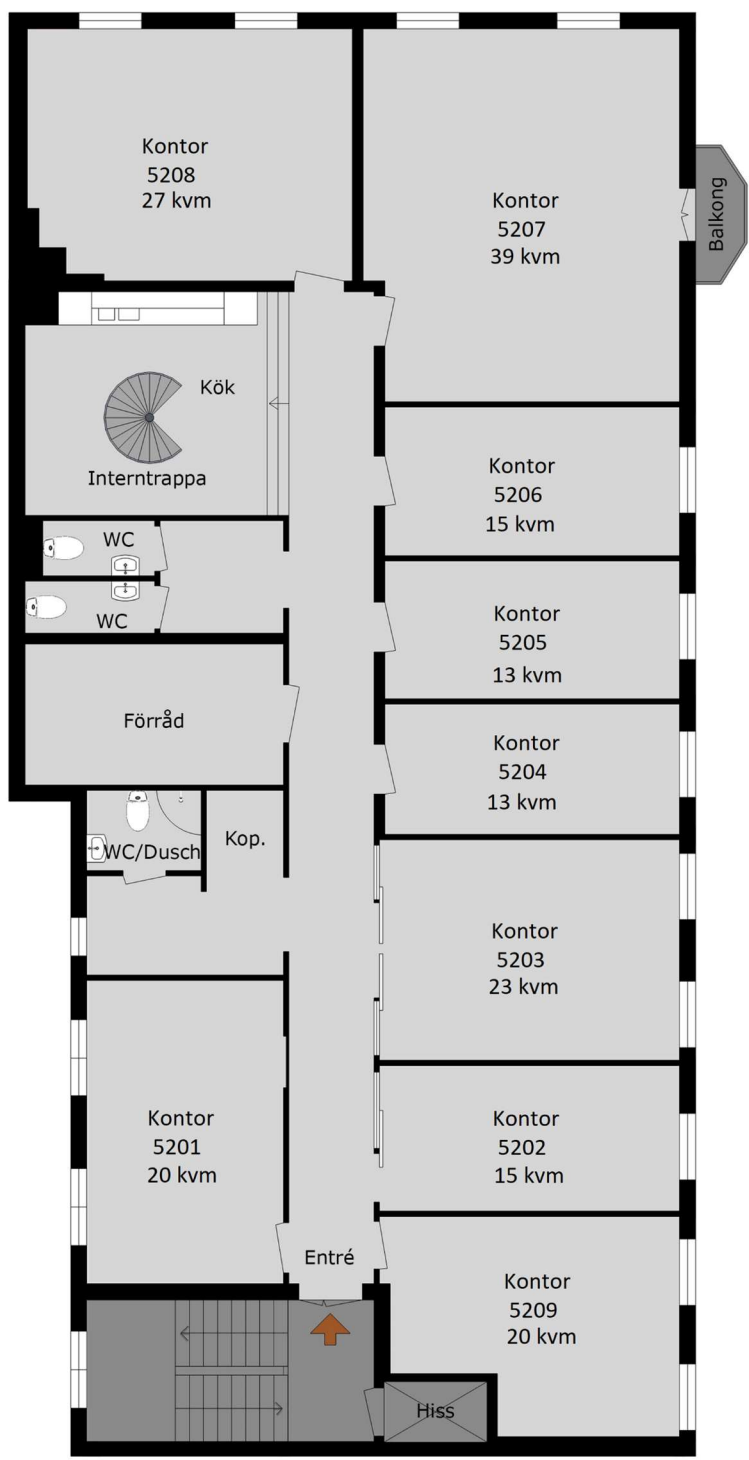 Kontor
5208
27 kvm
Kontor
5207
39 kvm
Balkong
Kök
Interntrappa
Kontor
5206
15 kvm
WC
WC
Kontor
5205
13 kvm
Förråd
Kontor
5204
13 kvm
WC/Dusch
Kop.
Kontor
5203
23 kvm
Kontor
5201
20 kvm
Kontor
5202
15 kvm
Entré
Kontor
5209
20 kvm
Hiss